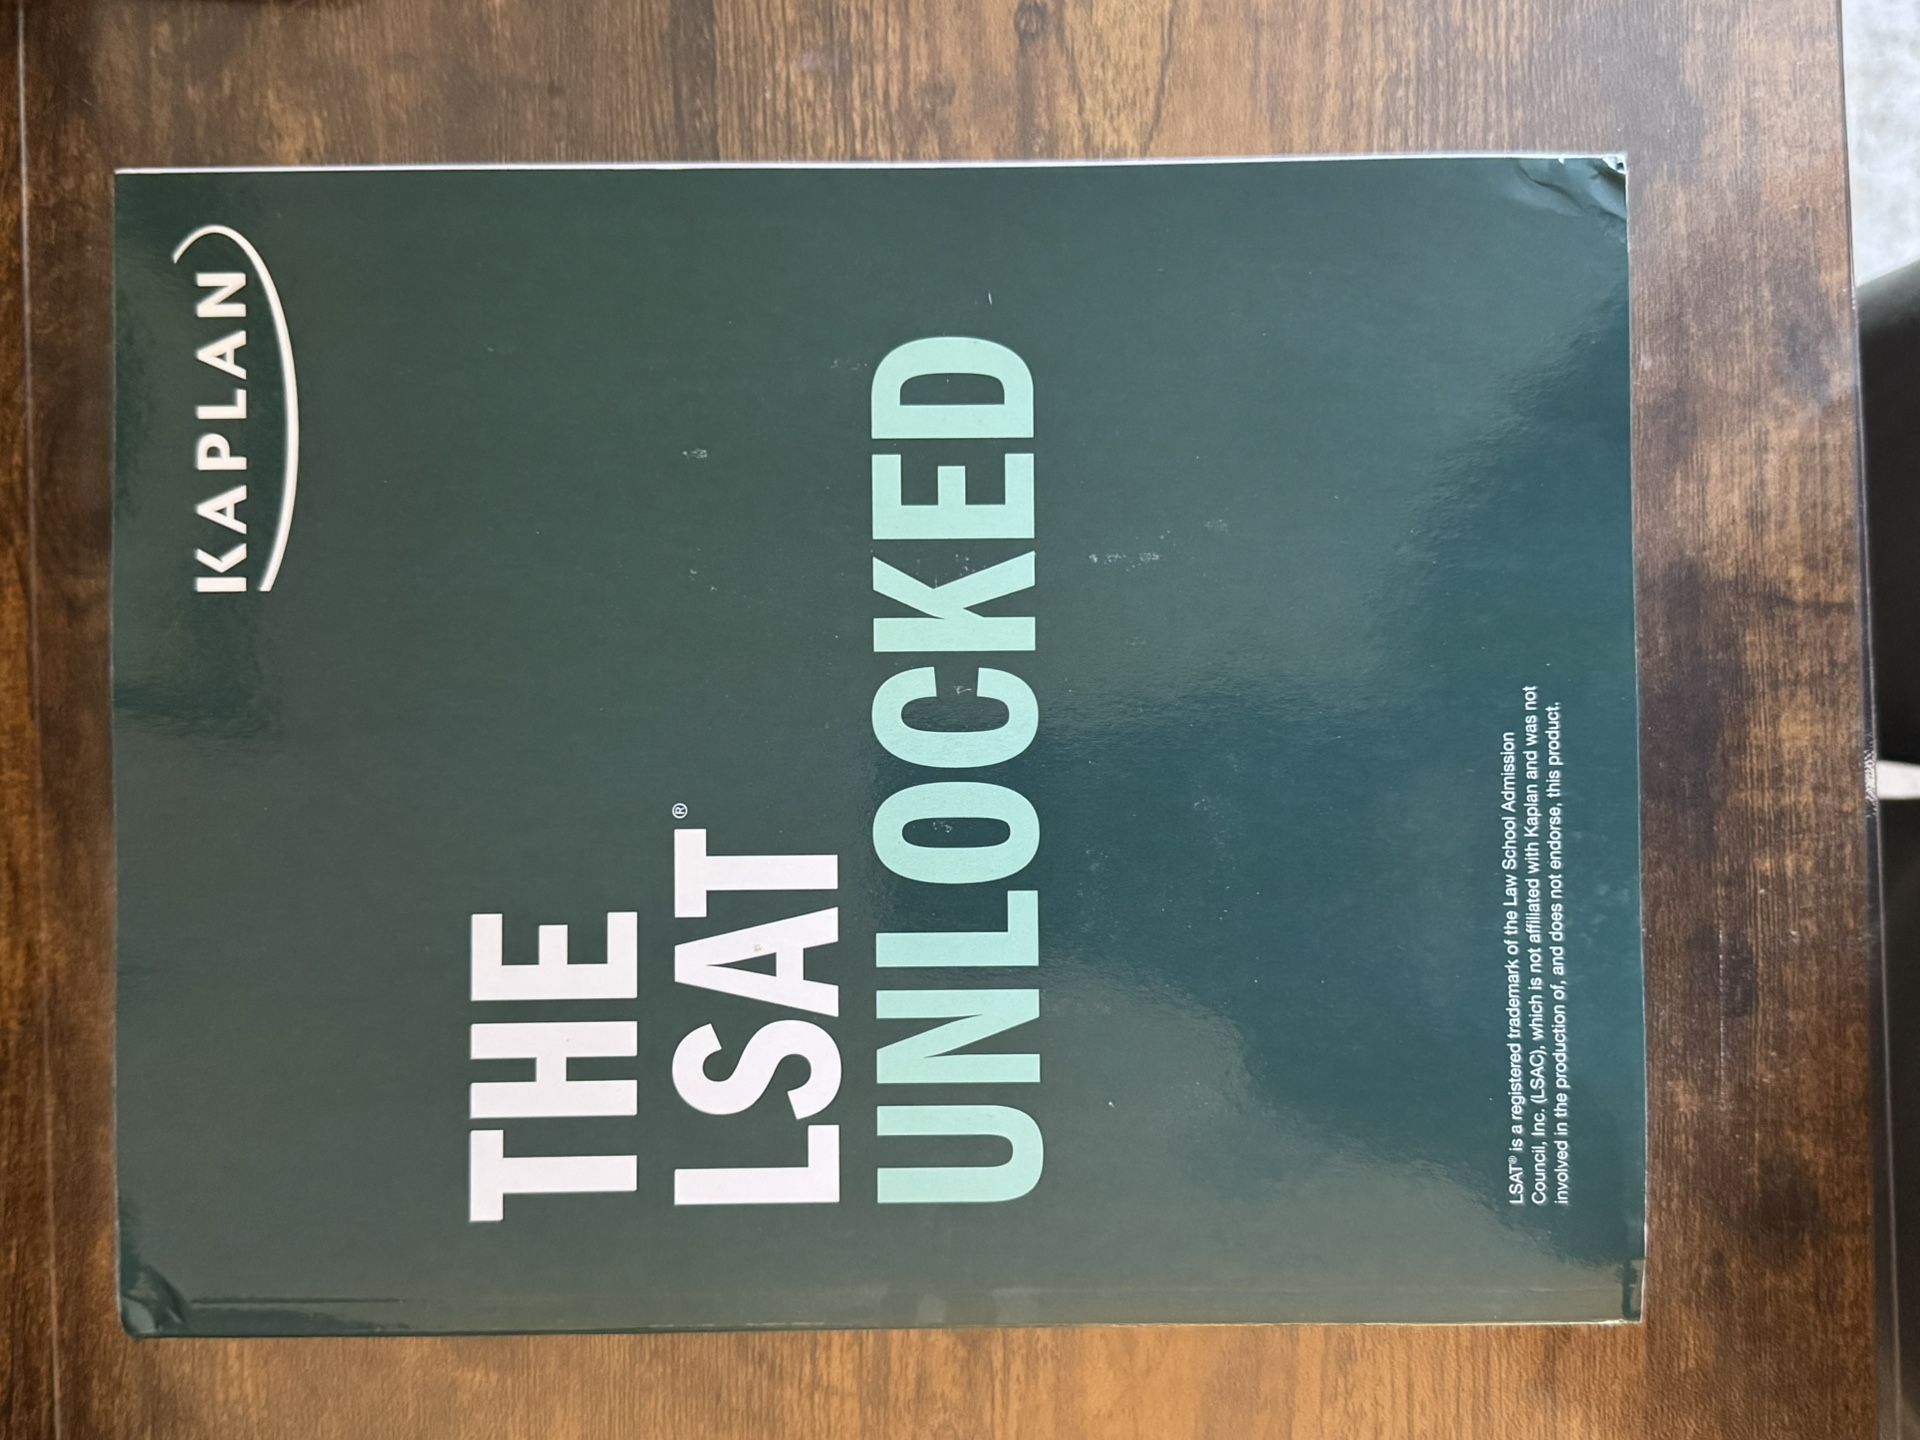 KAPLAN
THE
LSAT®
UNLOCKED
LSAT® is a registered trademark of the Law School Admission
Council, Inc. (LSAC), which is not affiliated with Kaplan and was not
involved in the production of, and does not endorse, this product.